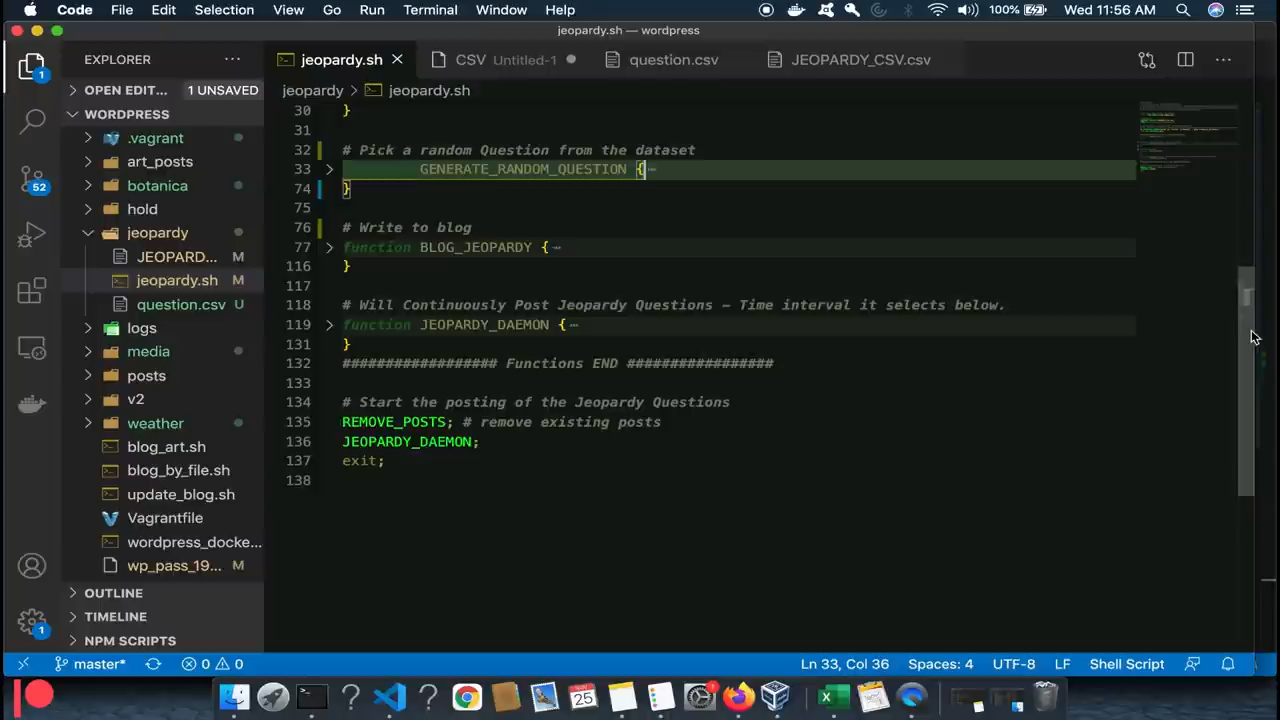 Code File Edit Selection View Go Run Terminal Window Help 100% Wed 11:56 AM
jeopardy.sh — wordpress
EXPLORER
jeopardy.sh CSV Untitled-1 question.csv JEOPARDY_CSV.csv
OPEN EDIT... 1 UNSAVED
jeopardy > jeopardy.sh
WORDPRESS
.vagrant
art_posts
botanica
hold
jeopardy
JEOPARD... M
jeopardy.sh M
question.csv U
logs
media
posts
v2
weather
blog_art.sh
blog_by_file.sh
update_blog.sh
Vagrantfile
wordpress_docke...
wp_pass_19... M
OUTLINE
TIMELINE
NPM SCRIPTS
1
52
1
30 }
31
32 # Pick a random Question from the dataset
33 GENERATE_RANDOM_QUESTION {
74 }
75
76 # Write to blog
77 function BLOG_JEOPARDY {
116 }
117
118 # Will Continuously Post Jeopardy Questions – Time interval it selects below.
119 function JEOPARDY_DAEMON {
131 }
132 ################## Functions END #################
133
134 # Start the posting of the Jeopardy Questions
135 REMOVE_POSTS; # remove existing posts
136 JEOPARDY_DAEMON;
137 exit;
138
master* 0 0 Ln 33, Col 36 Spaces: 4 UTF-8 LF Shell Script
25